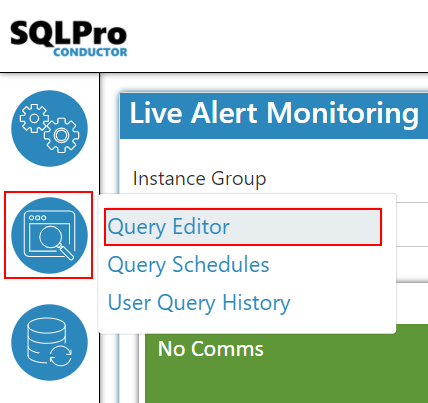 SQLPro
CONDUCTOR
Live Alert Monitoring
Instance Group
Query Editor
Query Schedules
User Query History
No Comms